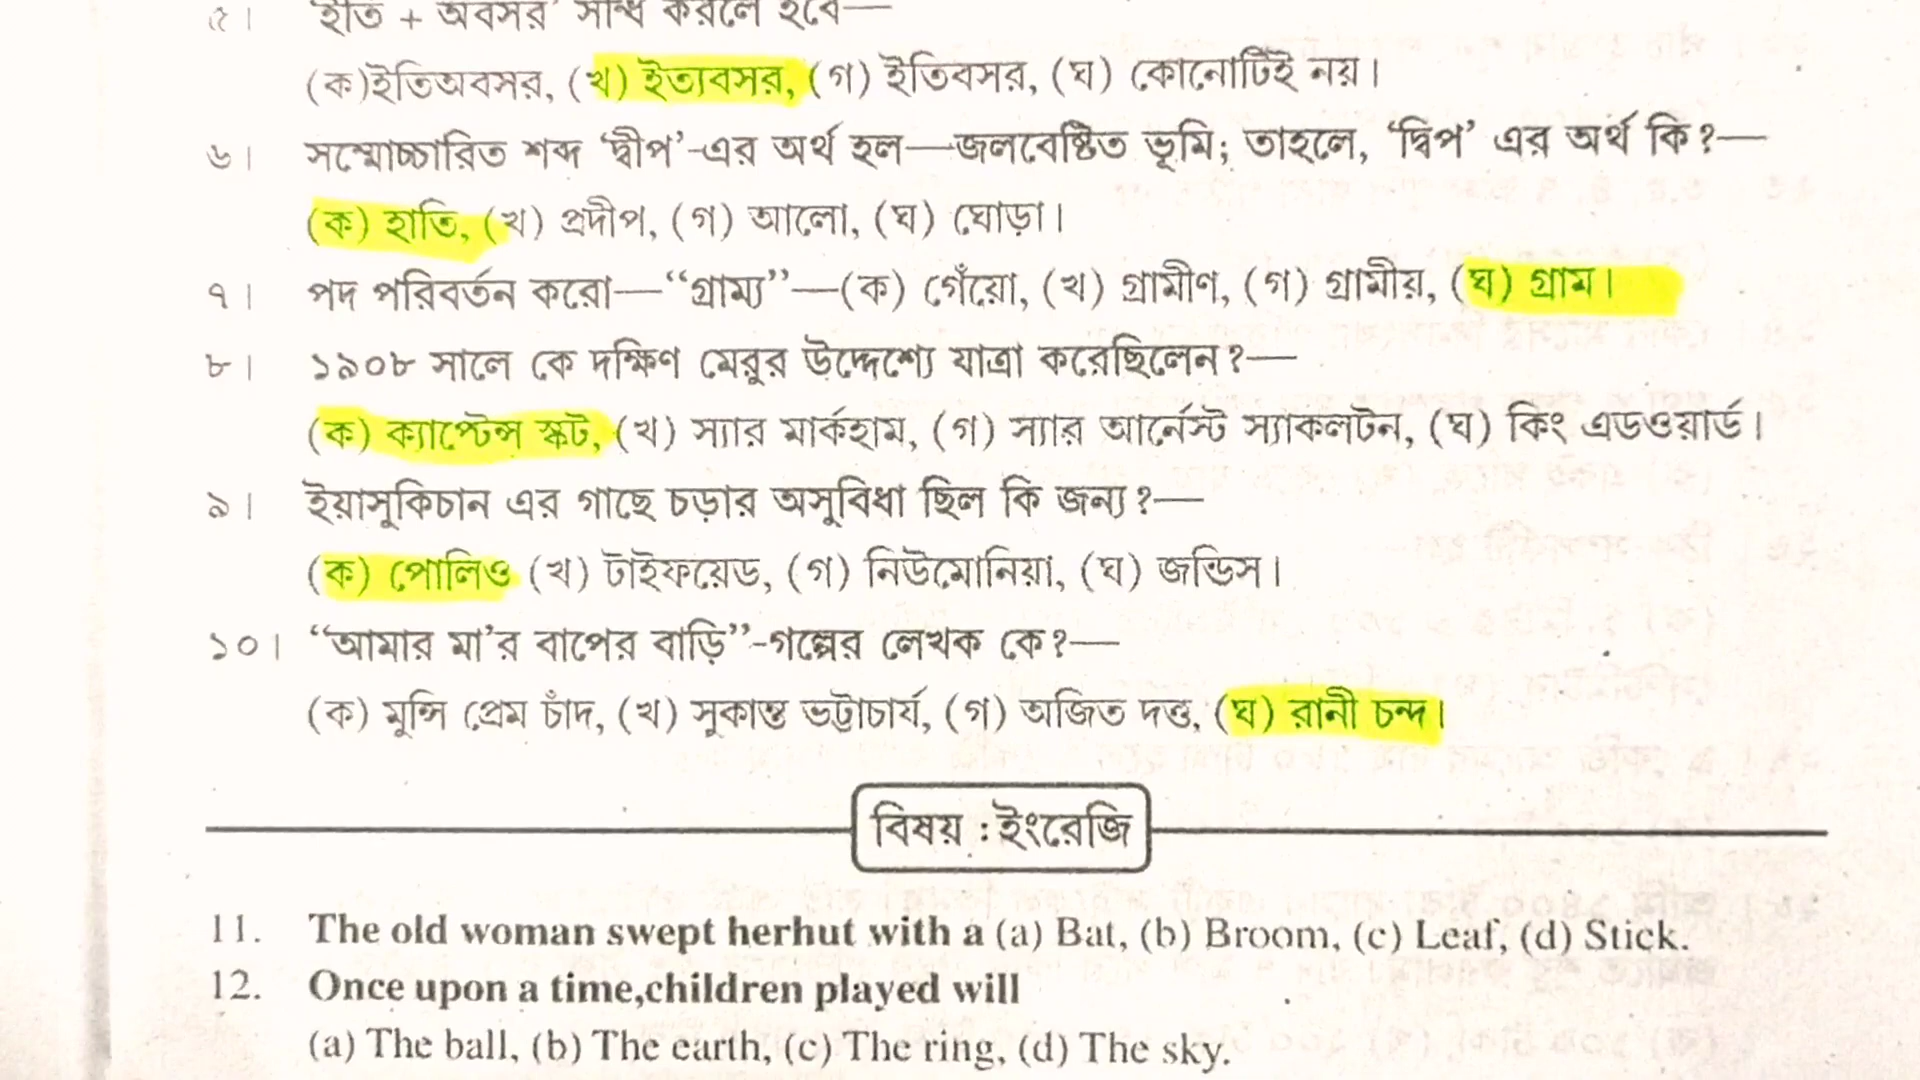 ৫। 'ইতি + অবসর' সন্ধি করলে হবে—
(ক)ইতিঅবসর, (খ) ইত্যবসর, (গ) ইতিবসর, (ঘ) কোনোটিই নয়।
৬। সম্মোচ্চারিত শব্দ ‘দ্বীপ’-এর অর্থ হল—জলবেষ্টিত ভূমি; তাহলে, ‘দ্বিপ’ এর অর্থ কি?—
(ক) হাতি, (খ) প্রদীপ, (গ) আলো, (ঘ) ঘোড়া।
৭। পদ পরিবর্তন করো—“গ্রাম্য”—(ক) গেঁয়ো, (খ) গ্রামীণ, (গ) গ্রামীয়, (ঘ) গ্রাম।
৮। ১৯০৮ সালে কে দক্ষিণ মেরুর উদ্দেশ্যে যাত্রা করেছিলেন?—
(ক) ক্যাপ্টেন্স স্কট, (খ) স্যার মার্কহাম, (গ) স্যার আর্নেস্ট স্যাকলটন, (ঘ) কিং এডওয়ার্ড।
৯। ইয়াসুকিচান এর গাছে চড়ার অসুবিধা ছিল কি জন্য?—
(ক) পোলিও (খ) টাইফয়েড, (গ) নিউমোনিয়া, (ঘ) জন্ডিস।
১০। “আমার মা’র বাপের বাড়ি”-গল্পের লেখক কে?—
(ক) মুন্সি প্রেম চাঁদ, (খ) সুকান্ত ভট্টাচার্য, (গ) অজিত দত্ত, (ঘ) রানী চন্দ।
বিষয় : ইংরেজি
11. The old woman swept herhut with a (a) Bat, (b) Broom, (c) Leaf, (d) Stick.
12. Once upon a time,children played will
(a) The ball, (b) The earth, (c) The ring, (d) The sky.